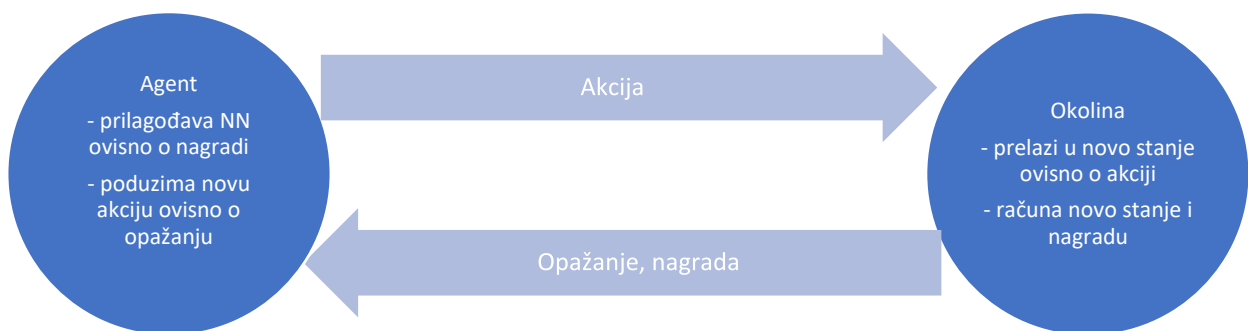 Agent
- prilagođava NN
ovisno o nagradi
- poduzima novu
akciju ovisno o
opažanju
Akcija
Opažanje, nagrada
Okolina
- prelazi u novo stanje
ovisno o akciji
- računa novo stanje i
nagradu